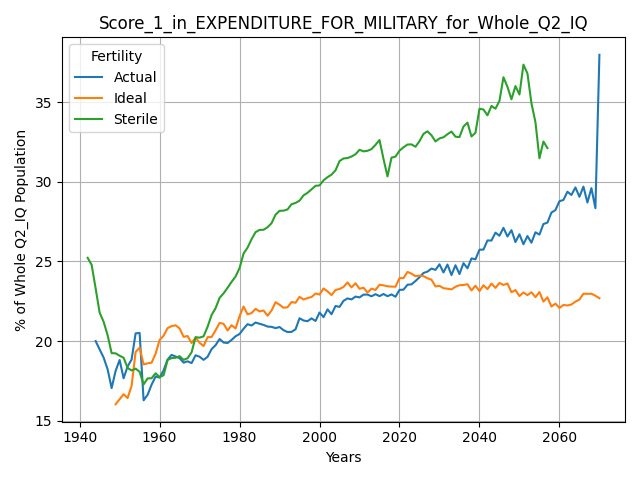 Score_1_in_EXPENDITURE_FOR_MILITARY_for_Whole_Q2_IQ
Fertility
Actual
Ideal
Sterile
% of Whole Q2_IQ Population
35
30
25
20
15
1940
1960
1980
2000
2020
2040
2060
Years